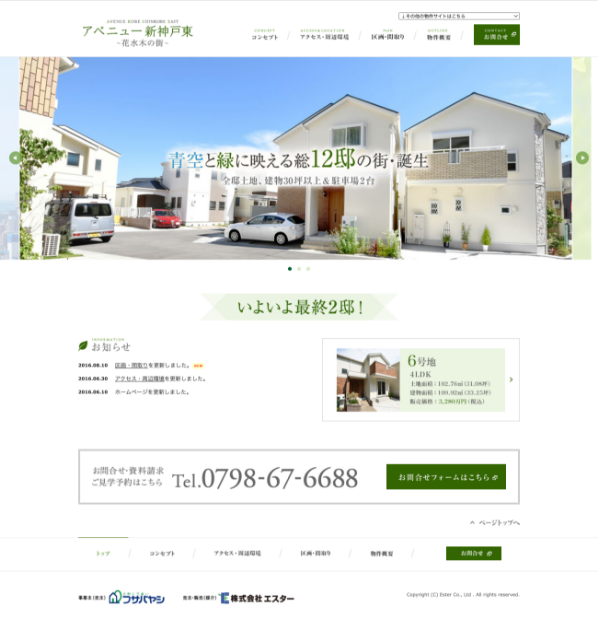 AVENUE KOBE SHINKOBE EAST
アベニュー新神戸東
-花水木の街-
↓その他の物件サイトはこちら
CONCEPT
コンセプト
ACCESS&LOCATION
アクセス・周辺環境
MAP
区画・間取り
OUTLINE
物件概要
CONTACT
お問合せ
青空と緑に映える総12邸の街・誕生
全邸土地、建物30坪以上&駐車場2台
いよいよ最終2邸!
INFORMATION
お知らせ
2016.08.10 区画・間取りを更新しました。
2016.06.30 アクセス・周辺環境を更新しました。
2016.06.10 ホームページを更新しました。
6号地
4LDK
土地面積:102.76㎡(31.08坪)
建物面積:109.92㎡(33.25坪)
販売価格:3,280万円(税込)
お問合せ・資料請求
ご見学予約はこちら
Tel.0798-67-6688
お問合せフォームはこちら
ページトップへ
トップ
コンセプト
アクセス・周辺環境
区画・間取り
物件概要
お問合せ
事業主(売主)
フサバヤシ
売主・販売(媒介)
株式会社エスター
Copyright (C) Ester Co., Ltd . All rights reserved.